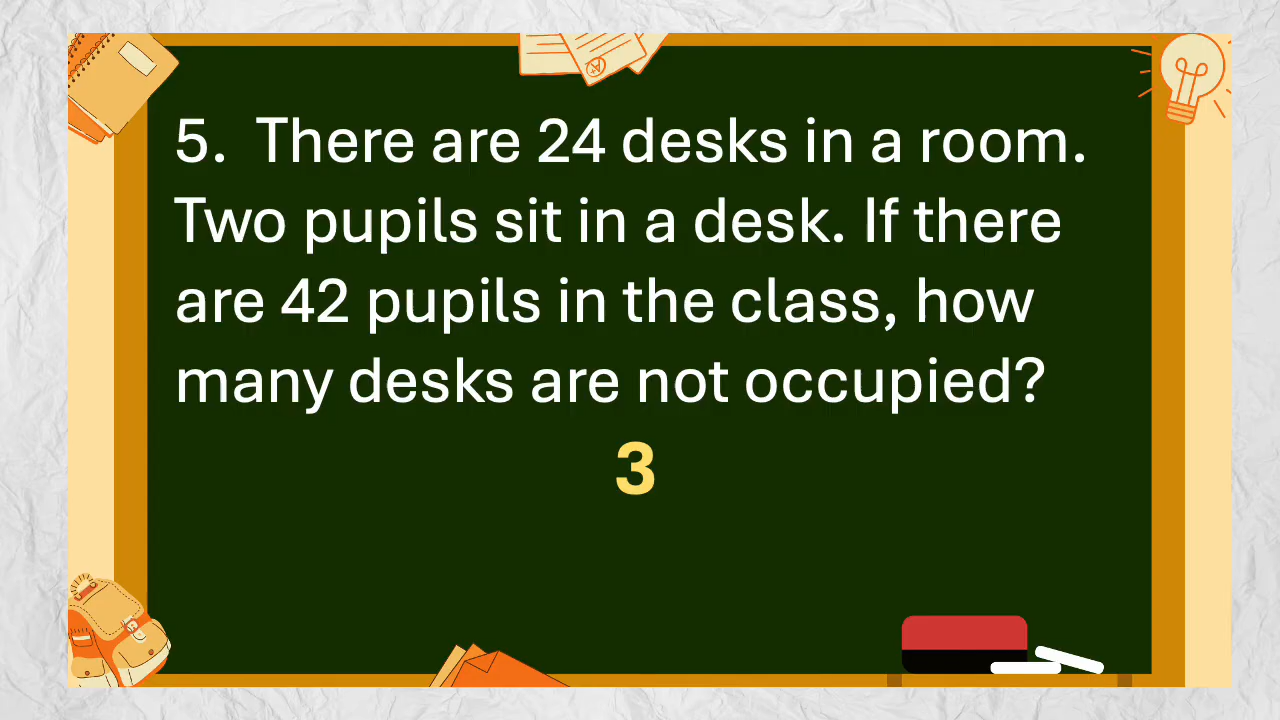 5. There are 24 desks in a room.
Two pupils sit in a desk. If there
are 42 pupils in the class, how
many desks are not occupied?
3